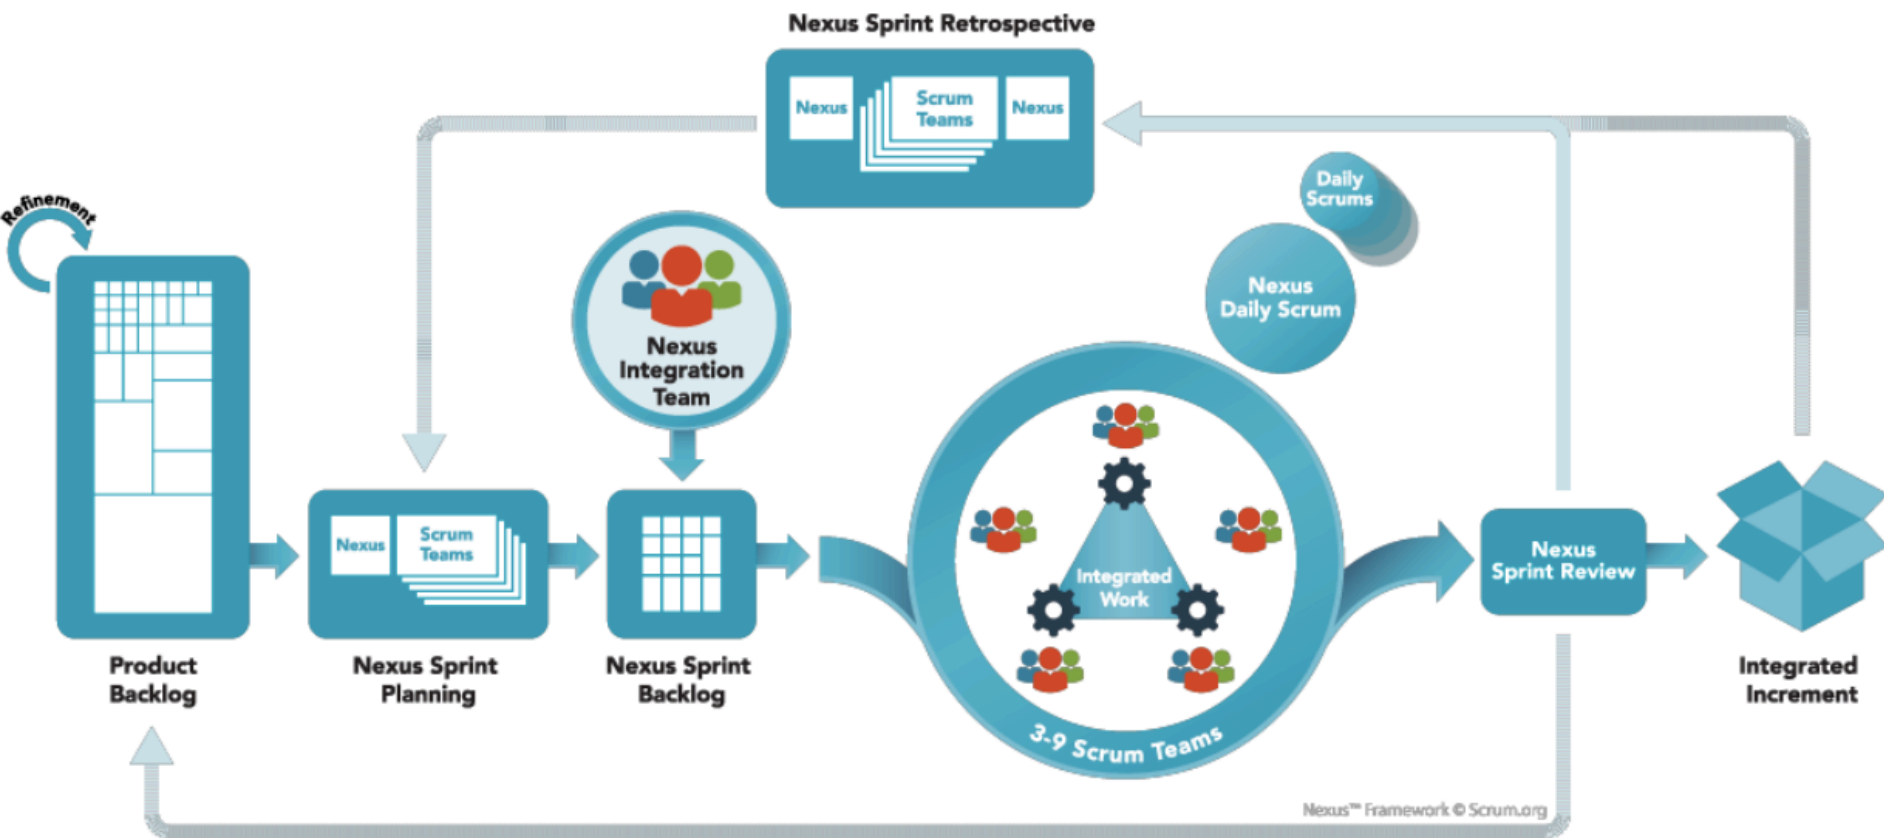 Nexus Sprint Retrospective
Nexus
Scrum
Teams
Nexus
Daily
Scrums
Refinement
Nexus
Daily Scrum
Nexus
Integration
Team
Nexus
Scrum
Teams
Integrated
Work
Nexus
Sprint Review
Product
Backlog
Nexus Sprint
Planning
Nexus Sprint
Backlog
3-9 Scrum Teams
Integrated
Increment
Nexus™ Framework © Scrum.org